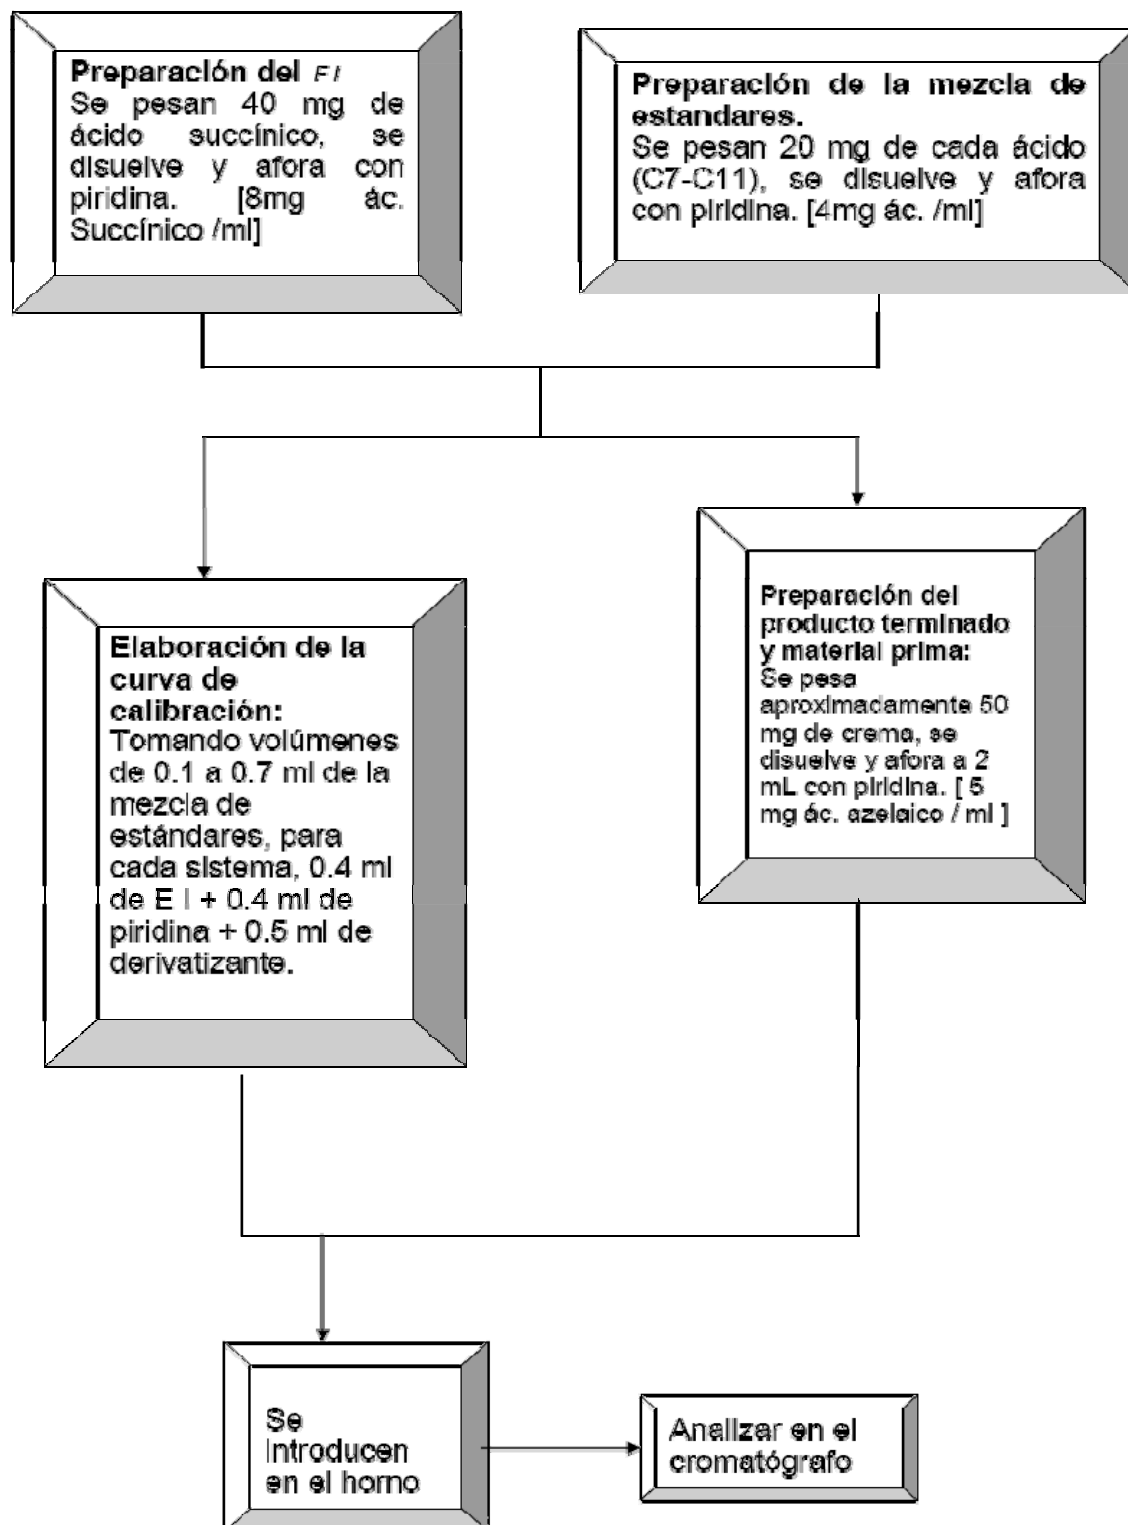 Preparación del EI
Se pesan 40 mg de
ácido succínico, se
disuelve y afora con
piridina. [8mg ác.
Succínico /ml]
Preparación de la mezcla de
estandares.
Se pesan 20 mg de cada ácido
(C7-C11), se disuelve y afora
con piridina. [4mg ác. /ml]
Elaboración de la
curva de
calibración:
Tomando volúmenes
de 0.1 a 0.7 ml de la
mezcla de
estándares, para
cada sistema, 0.4 ml
de E I + 0.4 ml de
piridina + 0.5 ml de
derivatizante.
Preparación del
producto terminado
y material prima:
Se pesa
aproximadamente 50
mg de crema, se
disuelve y afora a 2
mL con piridina. [ 5
mg ác. azelaico / ml ]
Se
introducen
en el horno
Analizar en el
cromatógrafo